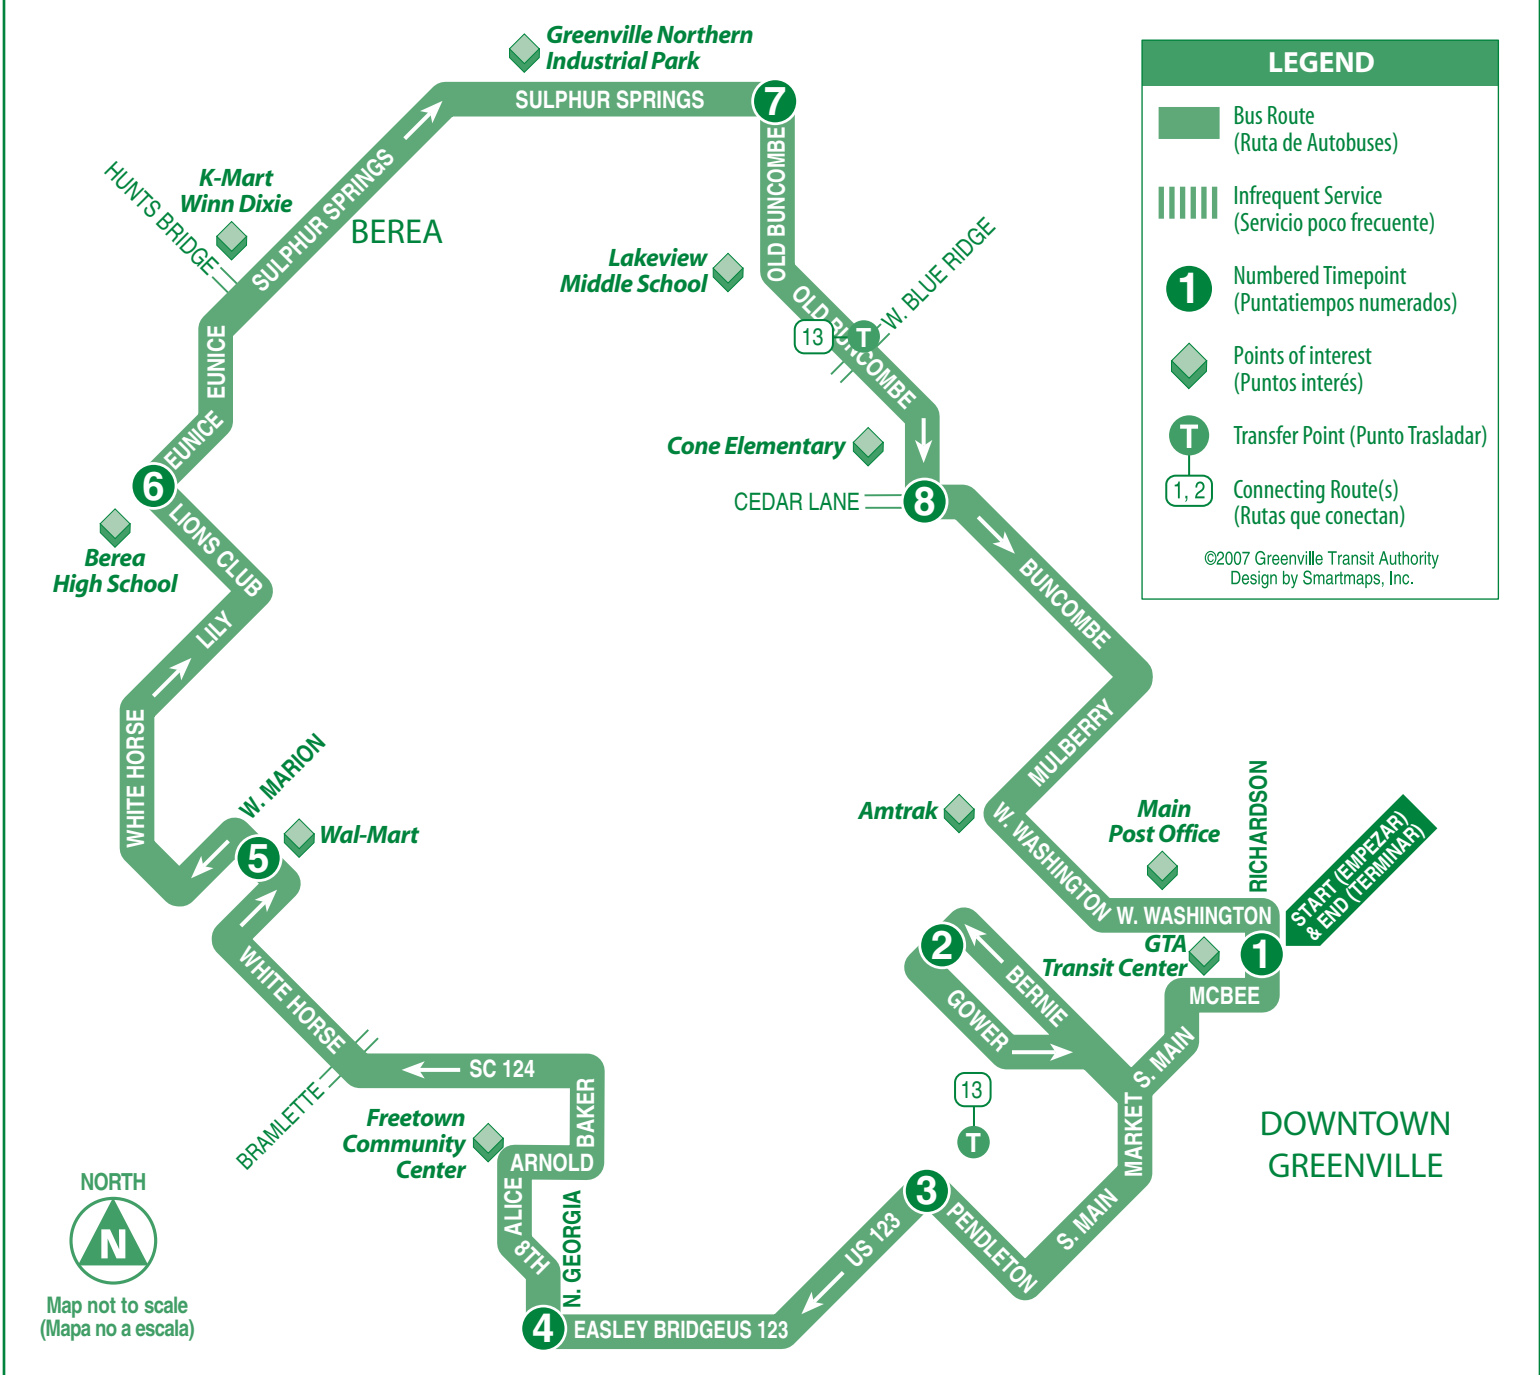 Greenville Northern
Industrial Park
SULPHUR SPRINGS
7
LEGEND
Bus Route
(Ruta de Autobuses)
Infrequent Service
(Servicio poco frecuente)
1
Numbered Timepoint
(Puntatiempos numerados)
Points of interest
(Puntos interés)
T
Transfer Point (Punto Trasladar)
1, 2
Connecting Route(s)
(Rutas que conectan)
©2007 Greenville Transit Authority
Design by Smartmaps, Inc.
HUNTS BRIDGE
K-Mart
Winn Dixie
SULPHUR SPRINGS
BEREA
OLD BUNCOMBE
Lakeview
Middle School
OLD BUNCOMBE
W. BLUE RIDGE
13
T
EUNICE
EUNICE
Cone Elementary
6
CEDAR LANE
8
LIONS CLUB
Berea
High School
BUNCOMBE
LILY
WHITE HORSE
W. MARION
MULBERRY
Amtrak
Main
Post Office
RICHARDSON
START (EMPEZAR)
& END (TERMINAR)
5
Wal-Mart
W. WASHINGTON
W. WASHINGTON
2
GTA
Transit Center
1
BERNIE
MCBEE
WHITE HORSE
GOWER
S. MAIN
SC 124
BAKER
13
T
MARKET
DOWNTOWN
GREENVILLE
BRAMLETTE
Freetown
Community
Center
ARNOLD
ALICE
3
PENDLETON
S. MAIN
NORTH
N
Map not to scale
(Mapa no a escala)
8TH
N. GEORGIA
US 123
4
EASLEY BRIDGEUS 123